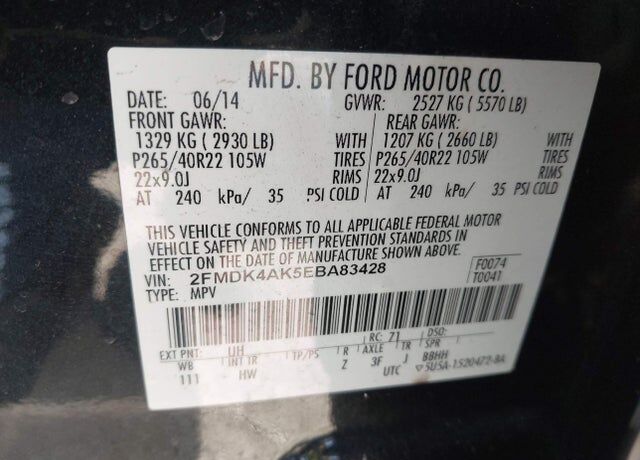 MFD. BY FORD MOTOR CO.
DATE: 06/14 GVWR: 2527 KG ( 5570 LB)
FRONT GAWR: REAR GAWR:
1329 KG ( 2930 LB) WITH 1207 KG ( 2660 LB) WITH
P265/40R22 105W TIRES P265/40R22 105W TIRES
22x9.0J RIMS 22x9.0J RIMS
AT 240 kPa/ 35 PSI COLD AT 240 kPa/ 35 PSI COLD
THIS VEHICLE CONFORMS TO ALL APPLICABLE FEDERAL MOTOR
VEHICLE SAFETY AND THEFT PREVENTION STANDARDS IN
EFFECT ON THE DATE OF MANUFACTURE SHOWN ABOVE.
VIN: 2FMDK4AK5EBA83428 F0074
TYPE: MPV T0041
EXT PNT: UH RC: 71 DSO:
WB INT TR TP/PS R AXLE TR SPR
111 HW Z 3F J BBHH
UTC 5U5A-1520472-BA